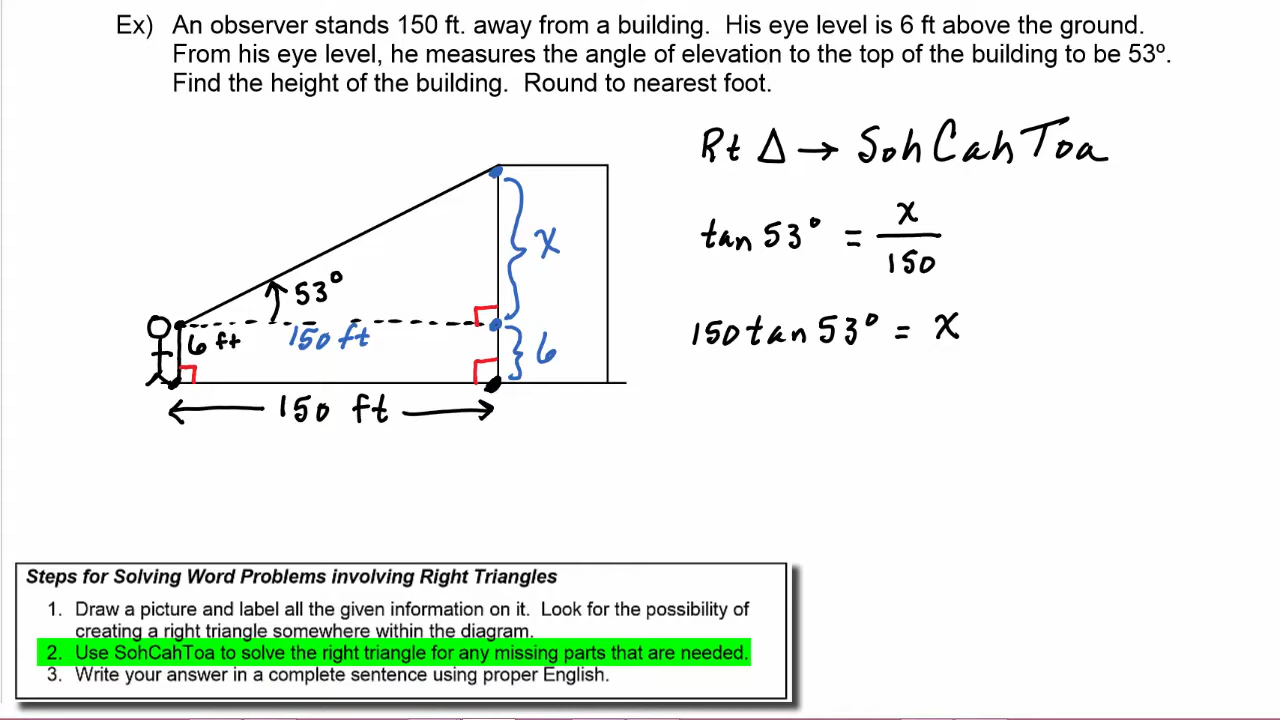 Ex) An observer stands 150 ft. away from a building. His eye level is 6 ft above the ground.
From his eye level, he measures the angle of elevation to the top of the building to be 53º.
Find the height of the building. Round to nearest foot.
Rt Δ → SohCahToa
tan 53° = x / 150
150 tan 53° = x
x
53°
150 ft
6 ft
6
150 ft
Steps for Solving Word Problems involving Right Triangles
1. Draw a picture and label all the given information on it. Look for the possibility of
creating a right triangle somewhere within the diagram.
2. Use SohCahToa to solve the right triangle for any missing parts that are needed.
3. Write your answer in a complete sentence using proper English.